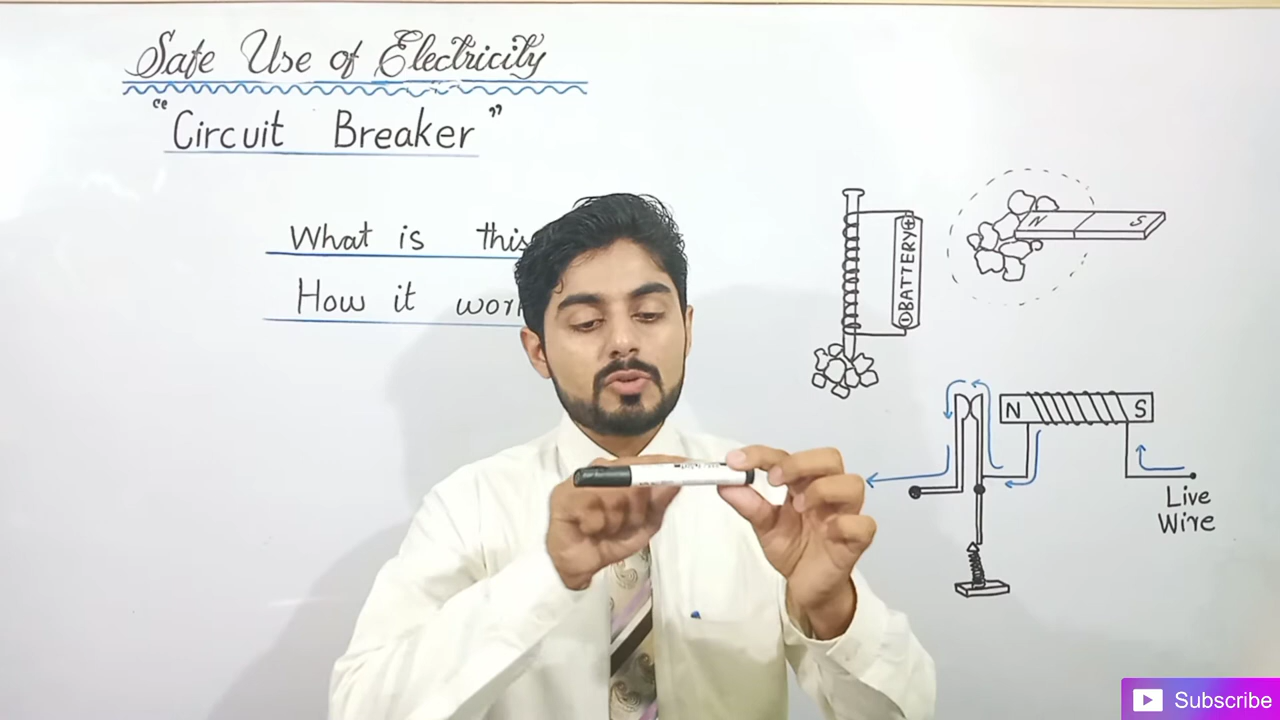 Safe Use of Electricity
“Circuit Breaker”
What is this
How it work
BATTERY
N S
N S
Live
Wire
Subscribe